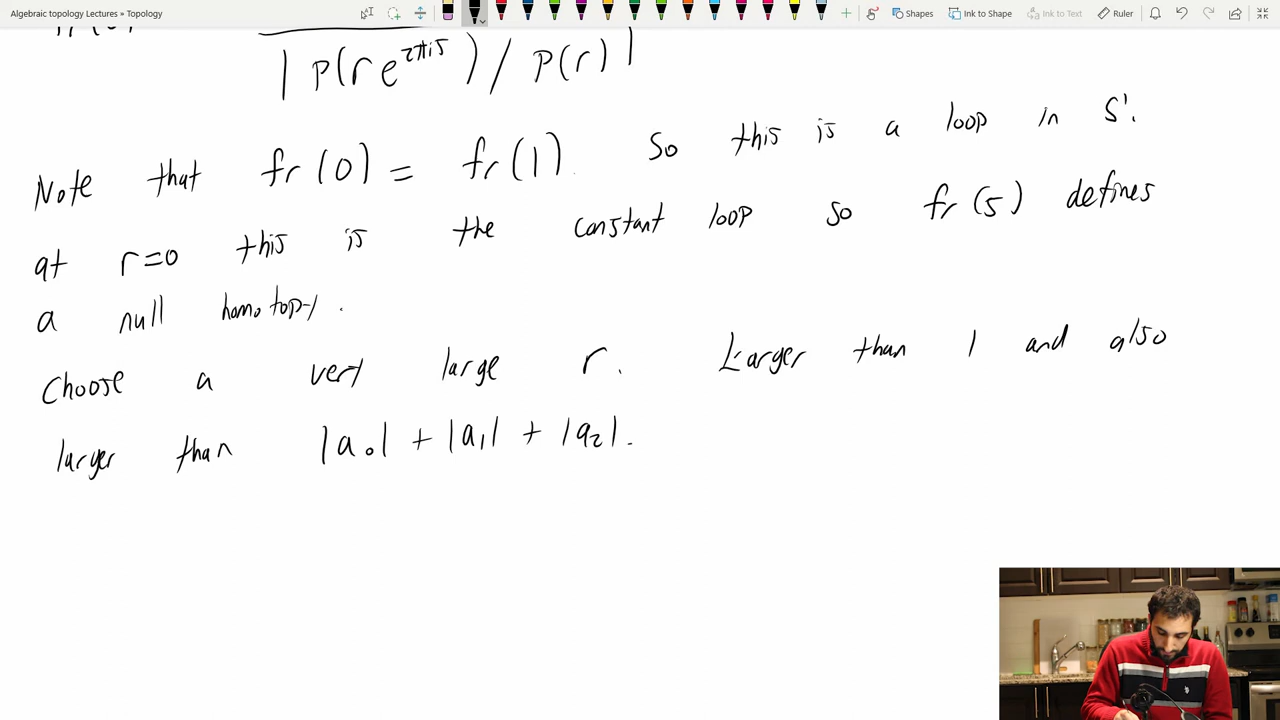 Algebraic topology Lectures » Topology
Shapes Ink to Shape Ink to Text Ruler
| P(re^{2πis}) / P(r) |
Note that fr(0) = fr(1). So this is a loop in S¹.
at r=0 this is the constant loop so fr(s) defines
a null homotopy.
Choose a very large r. Larger than 1 and also
larger than |a₀| + |a₁| + |a₂|.